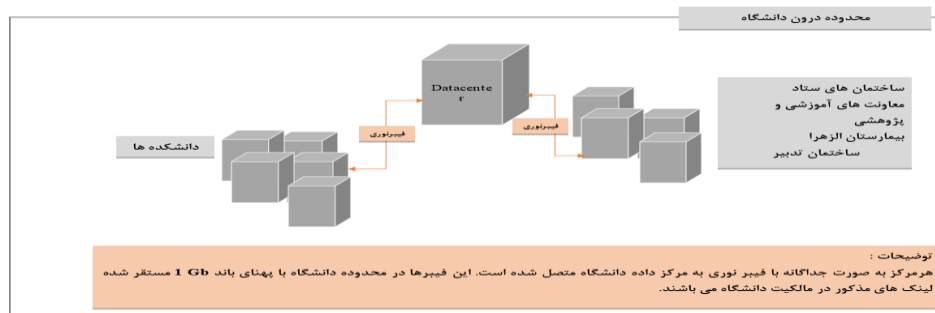 محدوده درون دانشگاه
Datacente
r
ساختمان های ستاد
معاونت های آموزشی و
پژوهشی
بیمارستان الزهرا
ساختمان تدبیر
فیبرنوری
فیبرنوری
دانشکده ها
توضیحات :
هرمرکز به صورت جداگانه با فیبر نوری به مرکز داده دانشگاه متصل شده است. این فیبرها در محدوده دانشگاه با پهنای باند 1 Gb مستقر شده
لینک های مذکور در مالکیت دانشگاه می باشند.